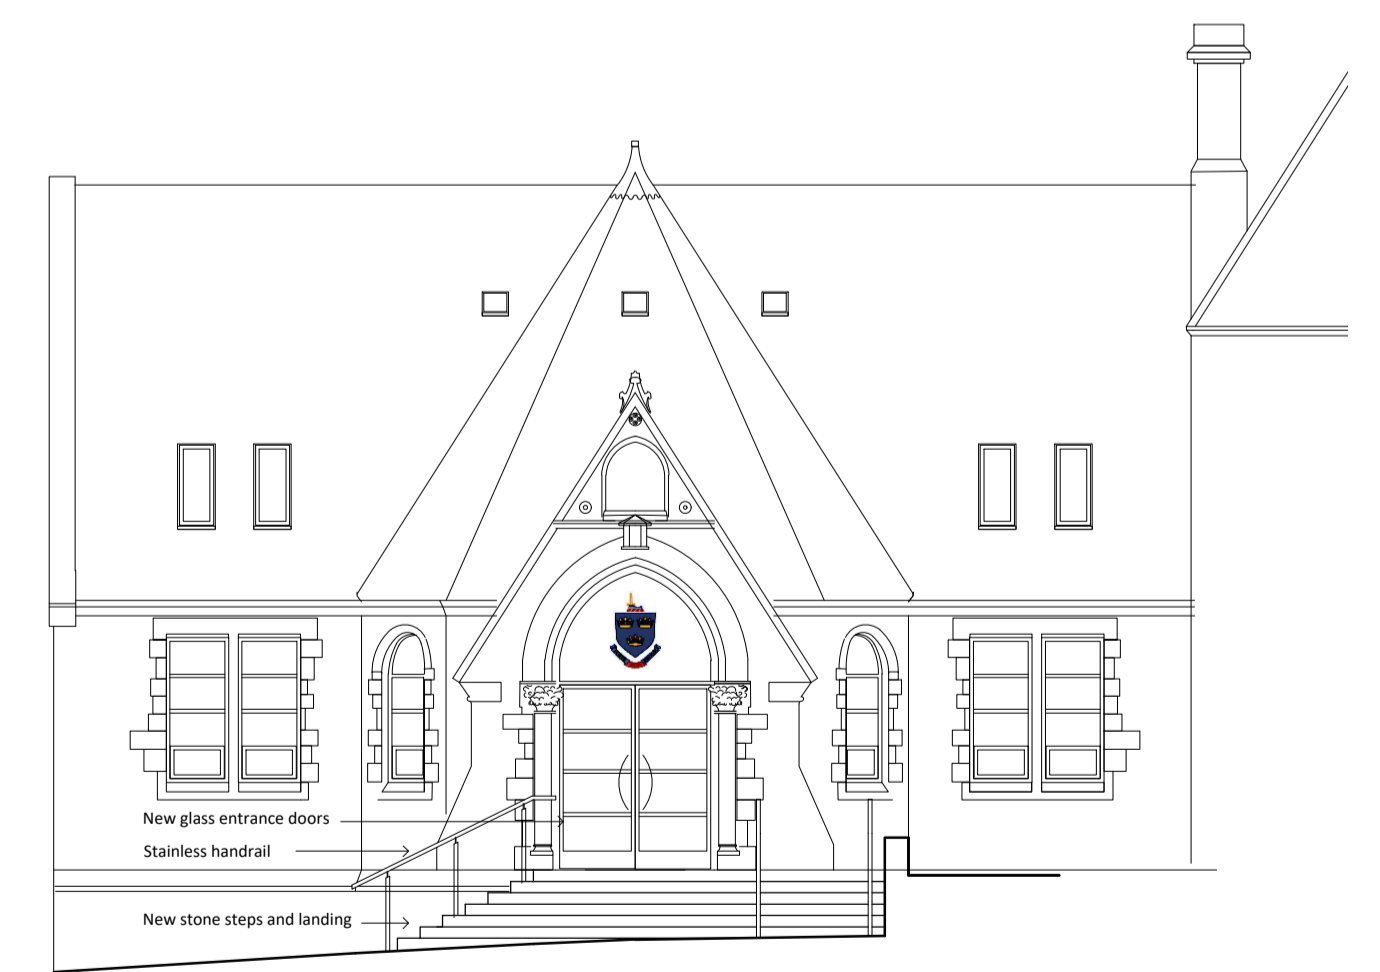 New glass entrance doors
Stainless handrail
New stone steps and landing